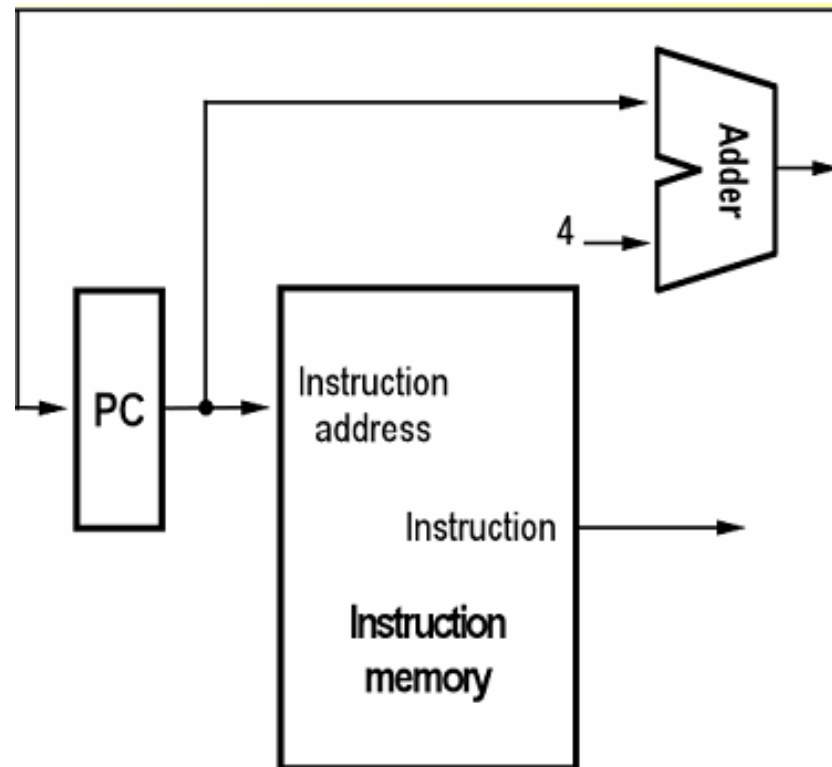 Adder
4
PC
Instruction
address
Instruction
Instruction
memory